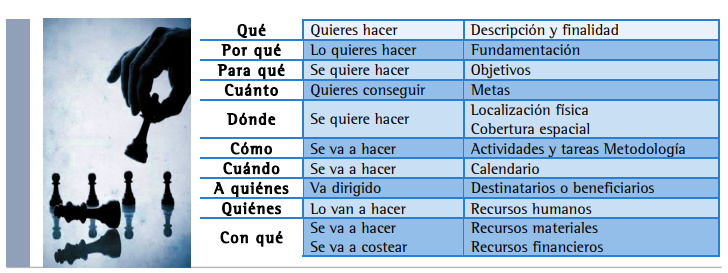 Qué Quieres hacer Descripción y finalidad
Por qué Lo quieres hacer Fundamentación
Para qué Se quiere hacer Objetivos
Cuánto Quieres conseguir Metas
Dónde Se quiere hacer Localización física
Cobertura espacial
Cómo Se va a hacer Actividades y tareas Metodología
Cuándo Se va a hacer Calendario
A quiénes Va dirigido Destinatarios o beneficiarios
Quiénes Lo van a hacer Recursos humanos
Con qué Se va a hacer Recursos materiales
Se va a costear Recursos financieros